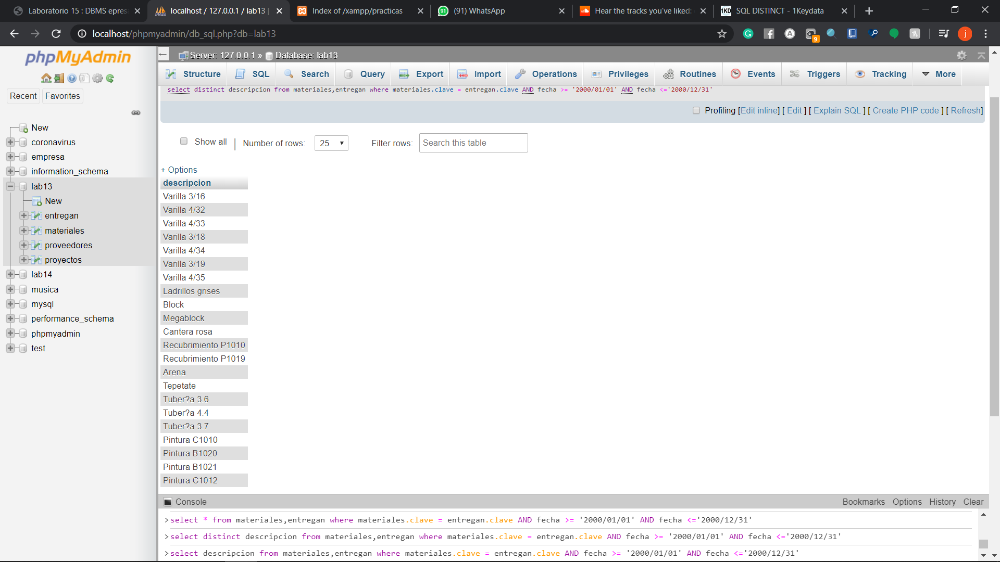 Laboratorio 15 : DBMS epres
localhost / 127.0.0.1 / lab13 |
Index of /xampp/practicas
(91) WhatsApp
Hear the tracks you've liked:
SQL DISTINCT - 1Keydata
localhost/phpmyadmin/db_sql.php?db=lab13
phpMyAdmin
Recent Favorites
New
coronavirus
empresa
information_schema
lab13
New
entregan
materiales
proveedores
proyectos
lab14
musica
mysql
performance_schema
phpmyadmin
test
Server: 127.0.0.1 » Database: lab13
Structure SQL Search Query Export Import Operations Privileges Routines Events Triggers Tracking More
select distinct descripcion from materiales,entregan where materiales.clave = entregan.clave AND fecha >= '2000/01/01' AND fecha <='2000/12/31'
Profiling [Edit inline] [ Edit ] [ Explain SQL ] [ Create PHP code ] [ Refresh]
Show all | Number of rows: 25 Filter rows: Search this table
+ Options
descripcion
Varilla 3/16
Varilla 4/32
Varilla 4/33
Varilla 3/18
Varilla 4/34
Varilla 3/19
Varilla 4/35
Ladrillos grises
Block
Megablock
Cantera rosa
Recubrimiento P1010
Recubrimiento P1019
Arena
Tepetate
Tuber?a 3.6
Tuber?a 4.4
Tuber?a 3.7
Pintura C1010
Pintura B1020
Pintura B1021
Pintura C1012
Console Bookmarks Options History Clear
>select * from materiales,entregan where materiales.clave = entregan.clave AND fecha >= '2000/01/01' AND fecha <='2000/12/31'
>select distinct descripcion from materiales,entregan where materiales.clave = entregan.clave AND fecha >= '2000/01/01' AND fecha <='2000/12/31'
>select descripcion from materiales,entregan where materiales.clave = entregan.clave AND fecha >= '2000/01/01' AND fecha <='2000/12/31'